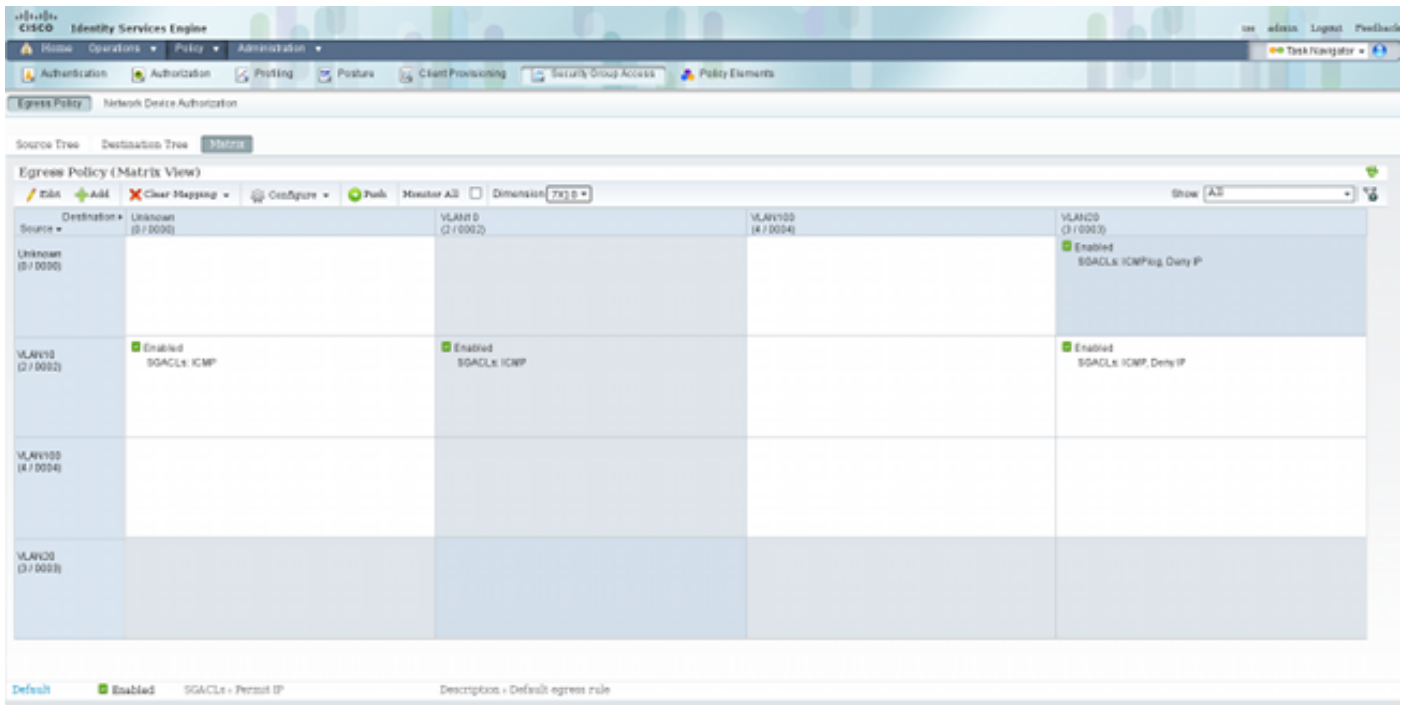 CISCO Identity Services Engine
ise admin Logout Feedback
Home Operations Policy Administration
Task Navigator
Authentication Authorization Profiling Posture Client Provisioning Security Group Access Policy Elements
Egress Policy Network Device Authorization
Source Tree Destination Tree Matrix
Egress Policy (Matrix View)
Edit Add Clear Mapping Configure Push Monitor All Dimension 7X10 Show All
Destination Unknown VLAN10 VLAN100 VLAN20
Source (0 / 0000) (2 / 0002) (4 / 0004) (3 / 0003)
Unknown
(0 / 0000)
Enabled
SGACLs: ICMPlog, Deny IP
VLAN10
(2 / 0002)
Enabled
SGACLs: ICMP
Enabled
SGACLs: ICMP
Enabled
SGACLs: ICMP, Deny IP
VLAN100
(4 / 0004)
VLAN20
(3 / 0003)
Default Enabled SGACLs : Permit IP Description : Default egress rule